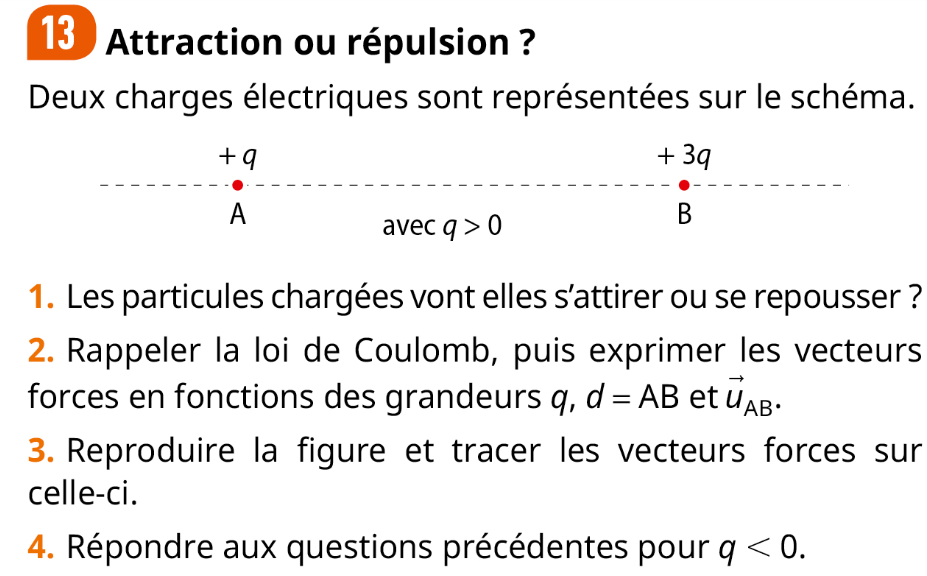 13 Attraction ou répulsion ?
Deux charges électriques sont représentées sur le schéma.
+ q + 3q
A B
avec q > 0
1. Les particules chargées vont elles s’attirer ou se repousser ?
2. Rappeler la loi de Coulomb, puis exprimer les vecteurs
forces en fonctions des grandeurs q, d = AB et u⃗AB.
3. Reproduire la figure et tracer les vecteurs forces sur
celle-ci.
4. Répondre aux questions précédentes pour q < 0.